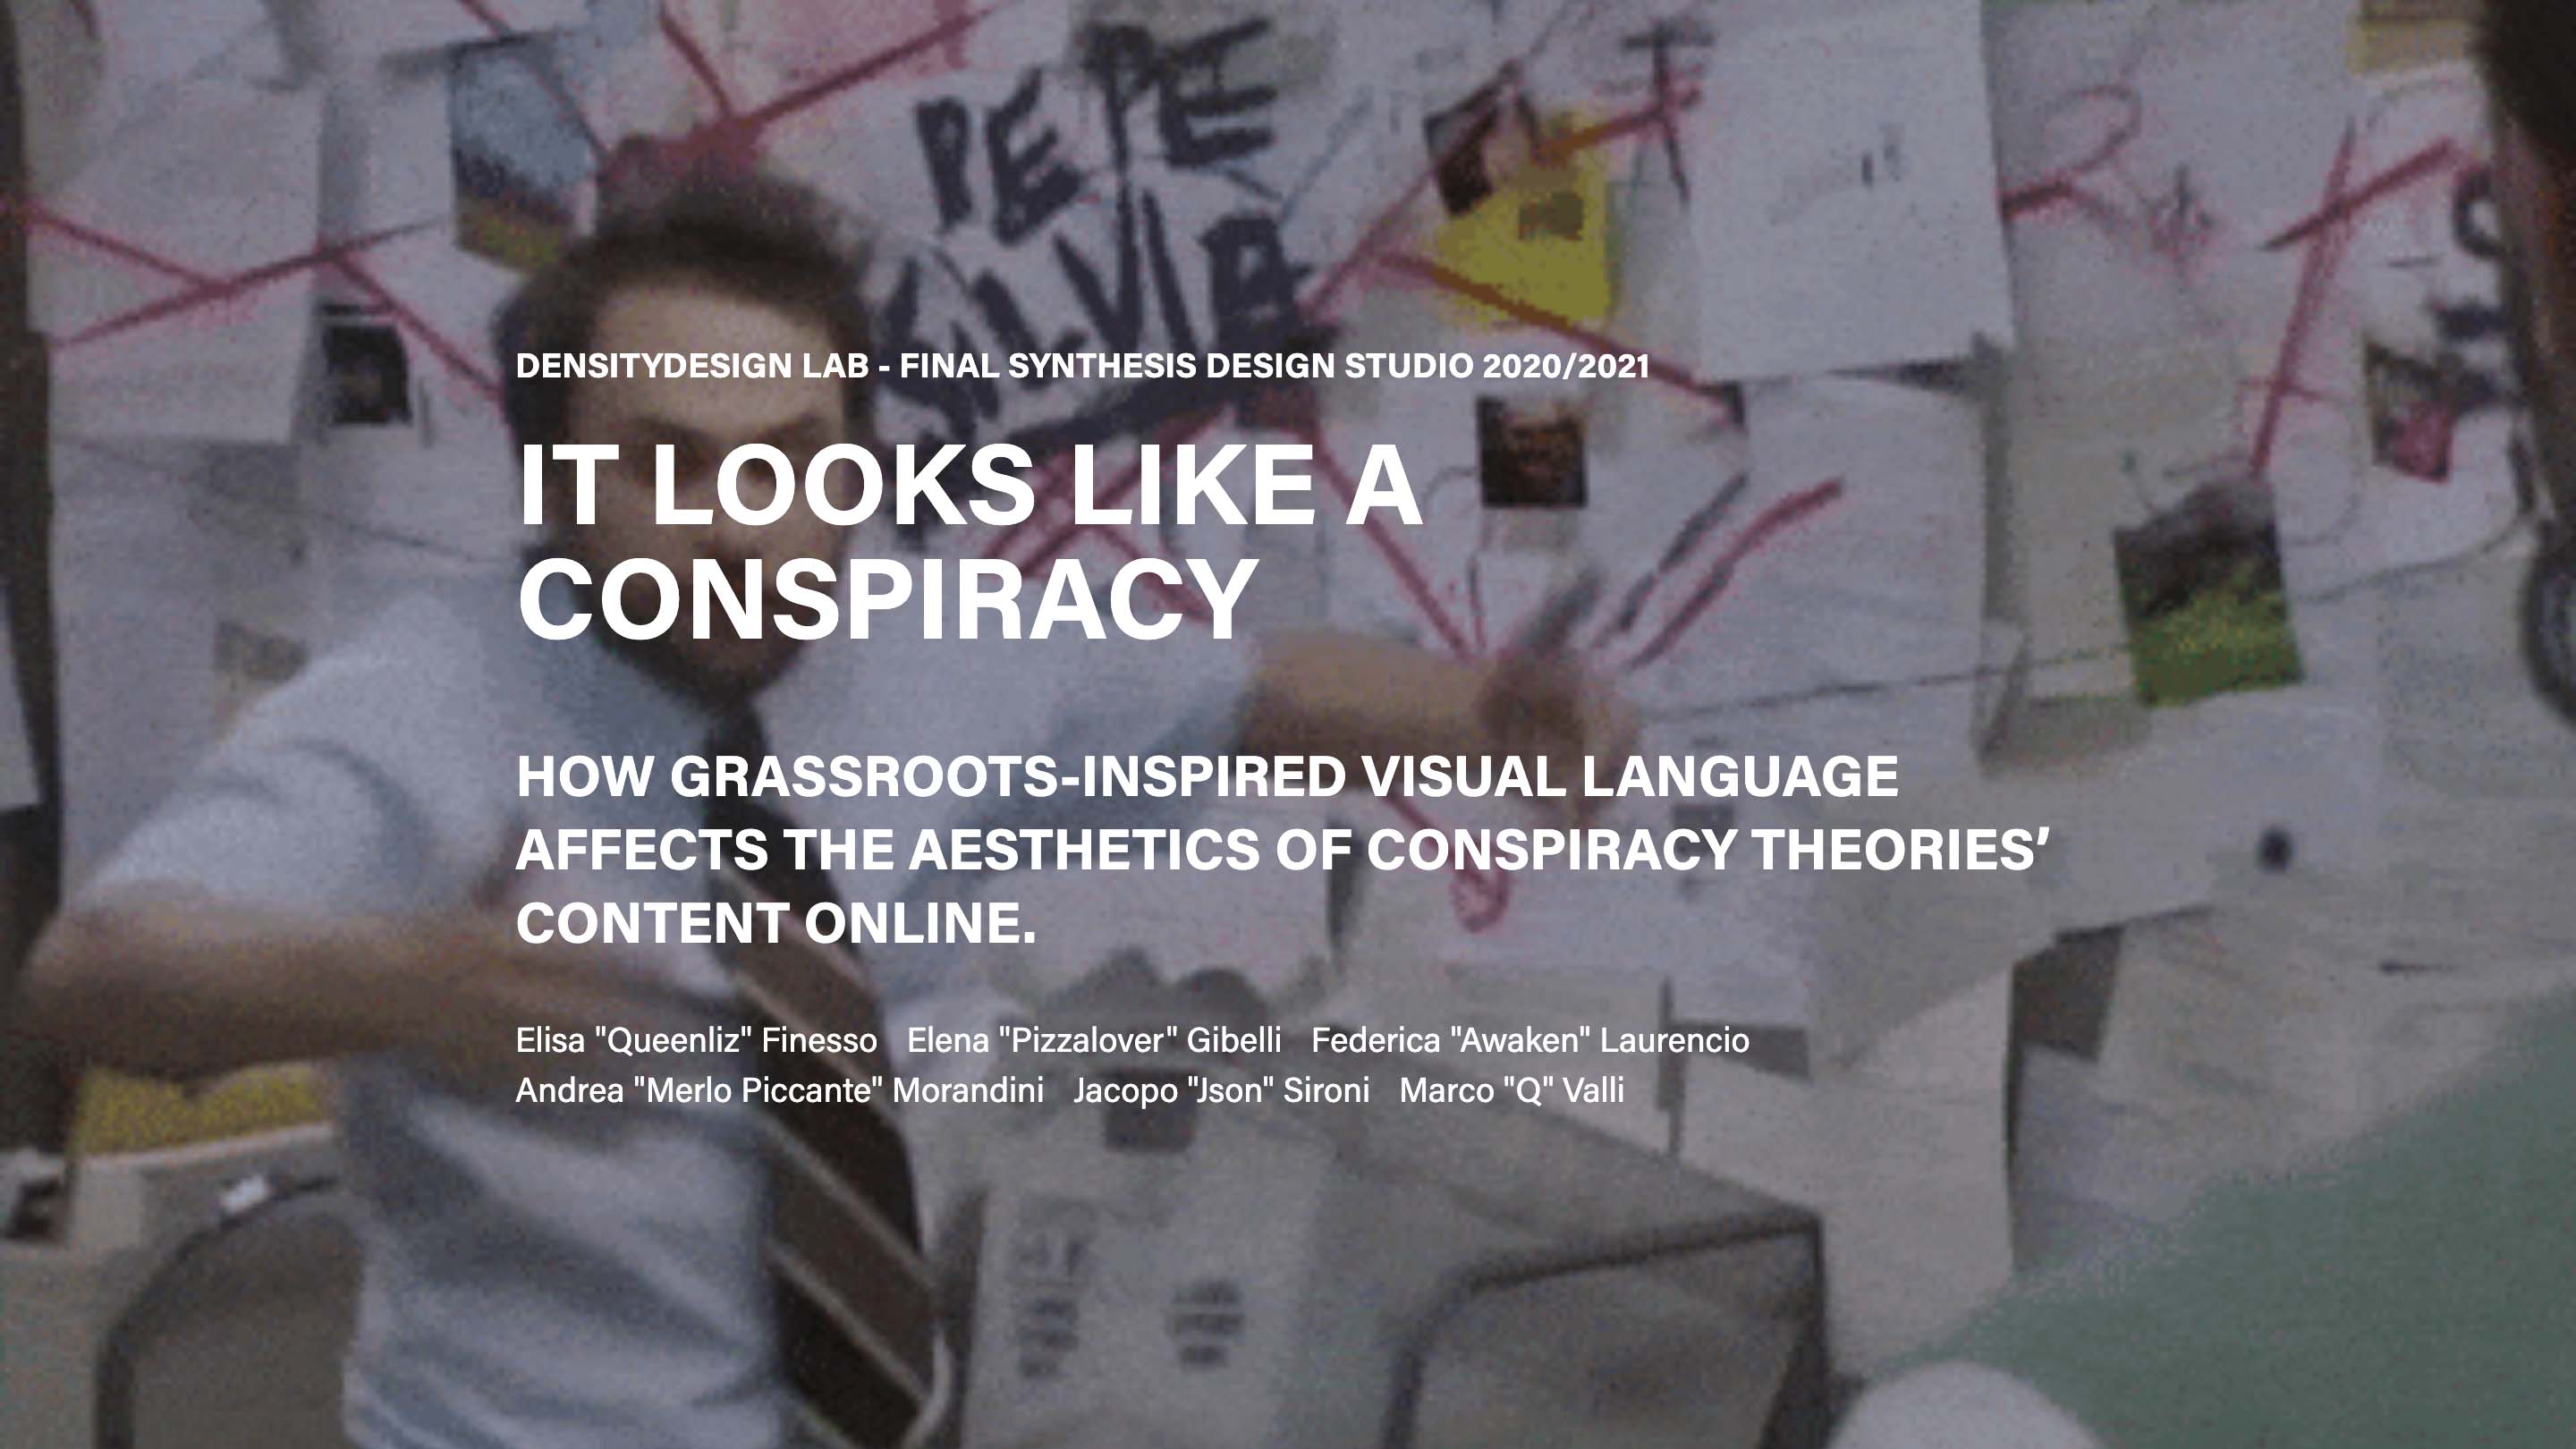 PEPE
SILVIA
DENSITYDESIGN LAB - FINAL SYNTHESIS DESIGN STUDIO 2020/2021
IT LOOKS LIKE A
CONSPIRACY
HOW GRASSROOTS-INSPIRED VISUAL LANGUAGE
AFFECTS THE AESTHETICS OF CONSPIRACY THEORIES’
CONTENT ONLINE.
Elisa "Queenliz" Finesso Elena "Pizzalover" Gibelli Federica "Awaken" Laurencio
Andrea "Merlo Piccante" Morandini Jacopo "Json" Sironi Marco "Q" Valli